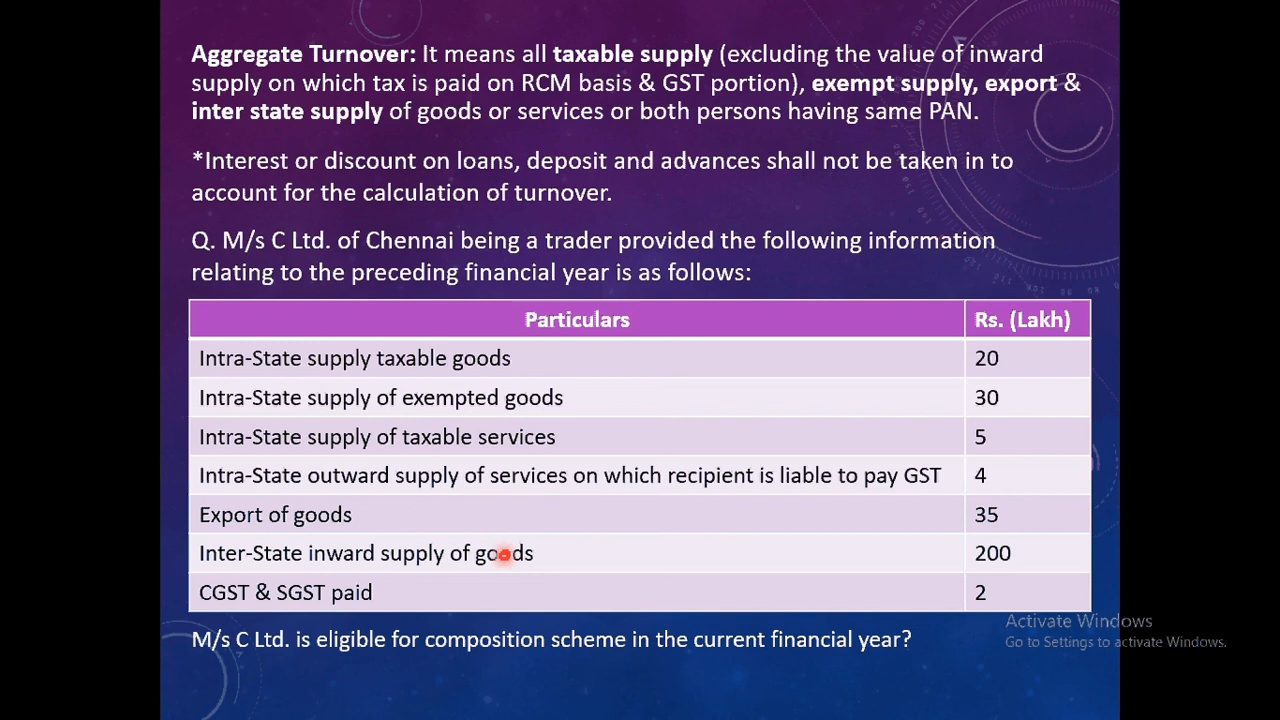 Aggregate Turnover: It means all taxable supply (excluding the value of inward
supply on which tax is paid on RCM basis & GST portion), exempt supply, export &
inter state supply of goods or services or both persons having same PAN.
*Interest or discount on loans, deposit and advances shall not be taken in to
account for the calculation of turnover.
Q. M/s C Ltd. of Chennai being a trader provided the following information
relating to the preceding financial year is as follows:
Particulars Rs. (Lakh)
Intra-State supply taxable goods 20
Intra-State supply of exempted goods 30
Intra-State supply of taxable services 5
Intra-State outward supply of services on which recipient is liable to pay GST 4
Export of goods 35
Inter-State inward supply of goods 200
CGST & SGST paid 2
M/s C Ltd. is eligible for composition scheme in the current financial year?
Activate Windows
Go to Settings to activate Windows.